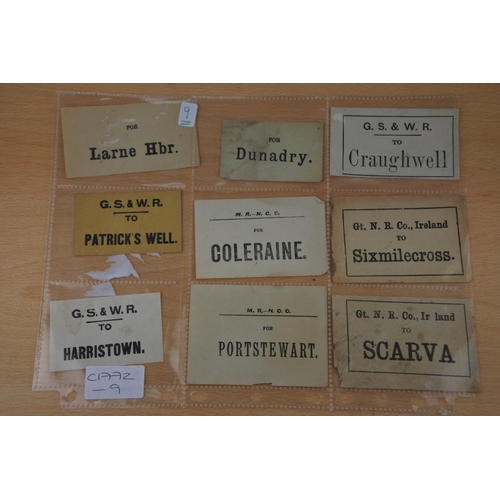 FOR
Larne Hbr.
9
FOR
Dunadry.
G. S. & W. R.
TO
Craughwell
G. S. & W. R.
TO
PATRICK'S WELL.
M. R.-N. C. C.
FOR
COLERAINE.
Gt. N. R. Co., Ireland
TO
Sixmilecross.
G. S. & W. R.
TO
HARRISTOWN.
M. R.-N. C. C.
FOR
PORTSTEWART.
Gt. N. R. Co., Ir land
TO
SCARVA
C1772
-9